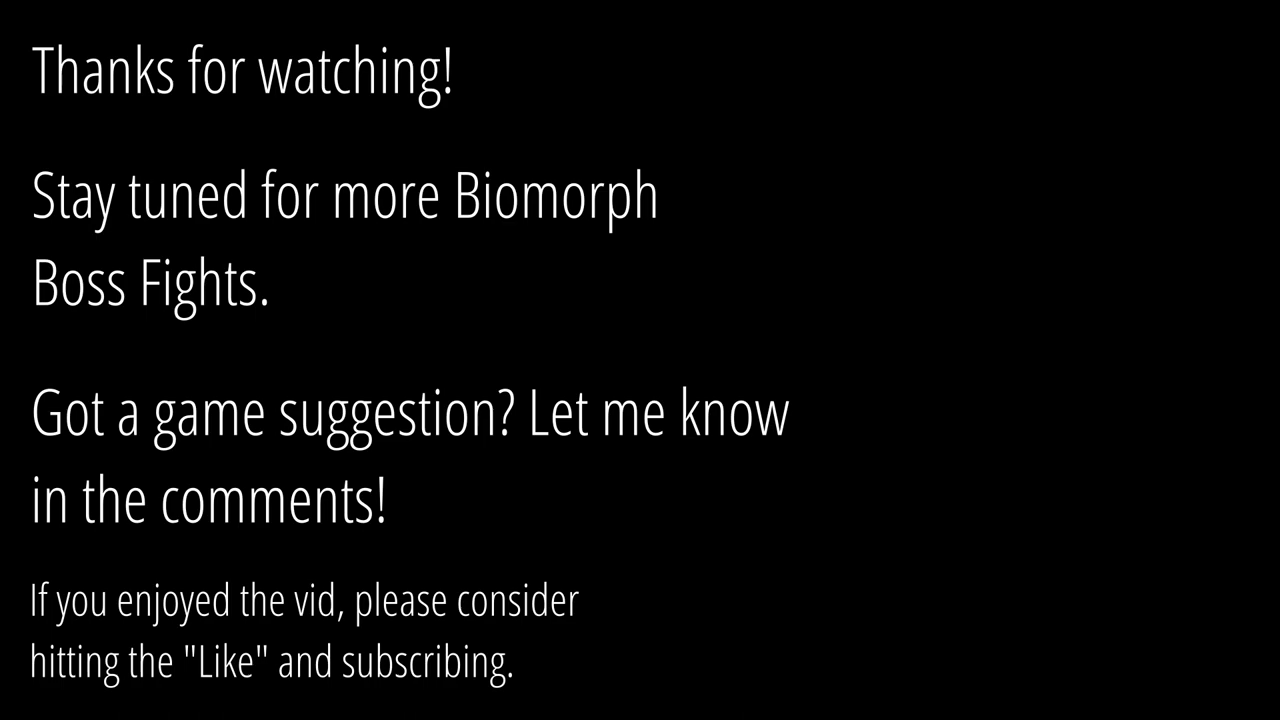 Thanks for watching!
Stay tuned for more Biomorph
Boss Fights.
Got a game suggestion? Let me know
in the comments!
If you enjoyed the vid, please consider
hitting the "Like" and subscribing.